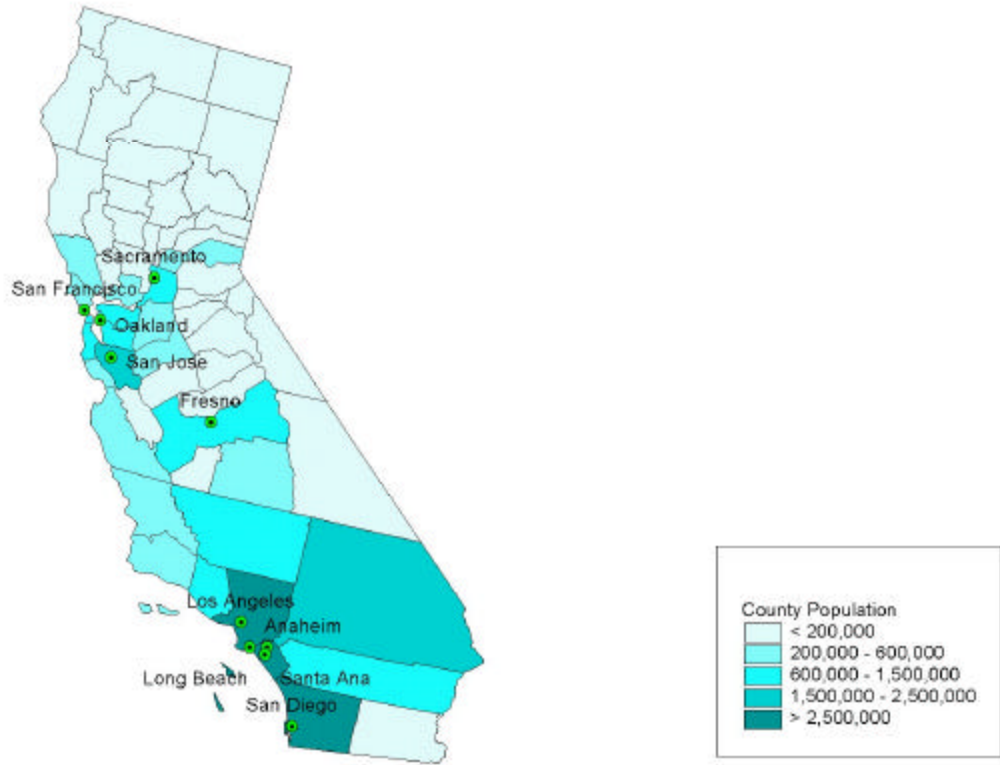 Sacramento
San Francisco
Oakland
San Jose
Fresno
Los Angeles
Anaheim
Long Beach
Santa Ana
San Diego
County Population
< 200,000
200,000 - 600,000
600,000 - 1,500,000
1,500,000 - 2,500,000
> 2,500,000